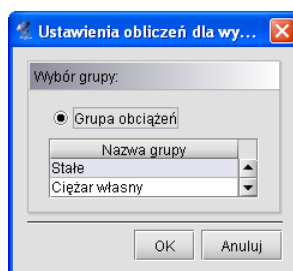 Ustawienia obliczeń dla wy...
Wybór grupy:
Grupa obciążeń
Nazwa grupy
Stałe
Ciężar własny
OK Anuluj